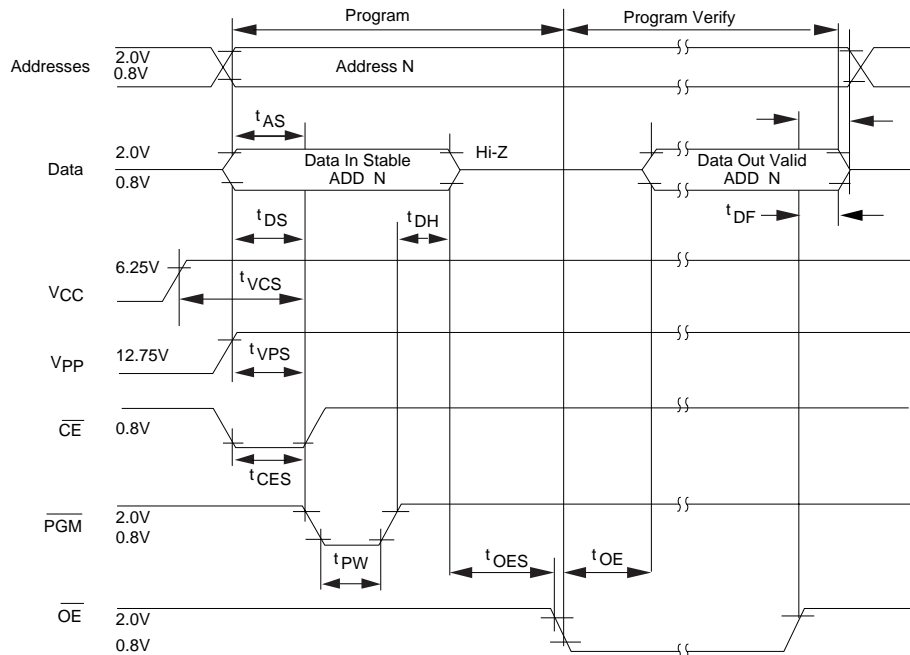 Program
Program Verify
Addresses
2.0V
0.8V
Address N
tAS
Data
2.0V
0.8V
Data In Stable
ADD N
Hi-Z
Data Out Valid
ADD N
tDS
tDH
tDF
VCC
6.25V
tVCS
VPP
12.75V
tVPS
CE
0.8V
tCES
PGM
2.0V
0.8V
tPW
tOES
tOE
OE
2.0V
0.8V